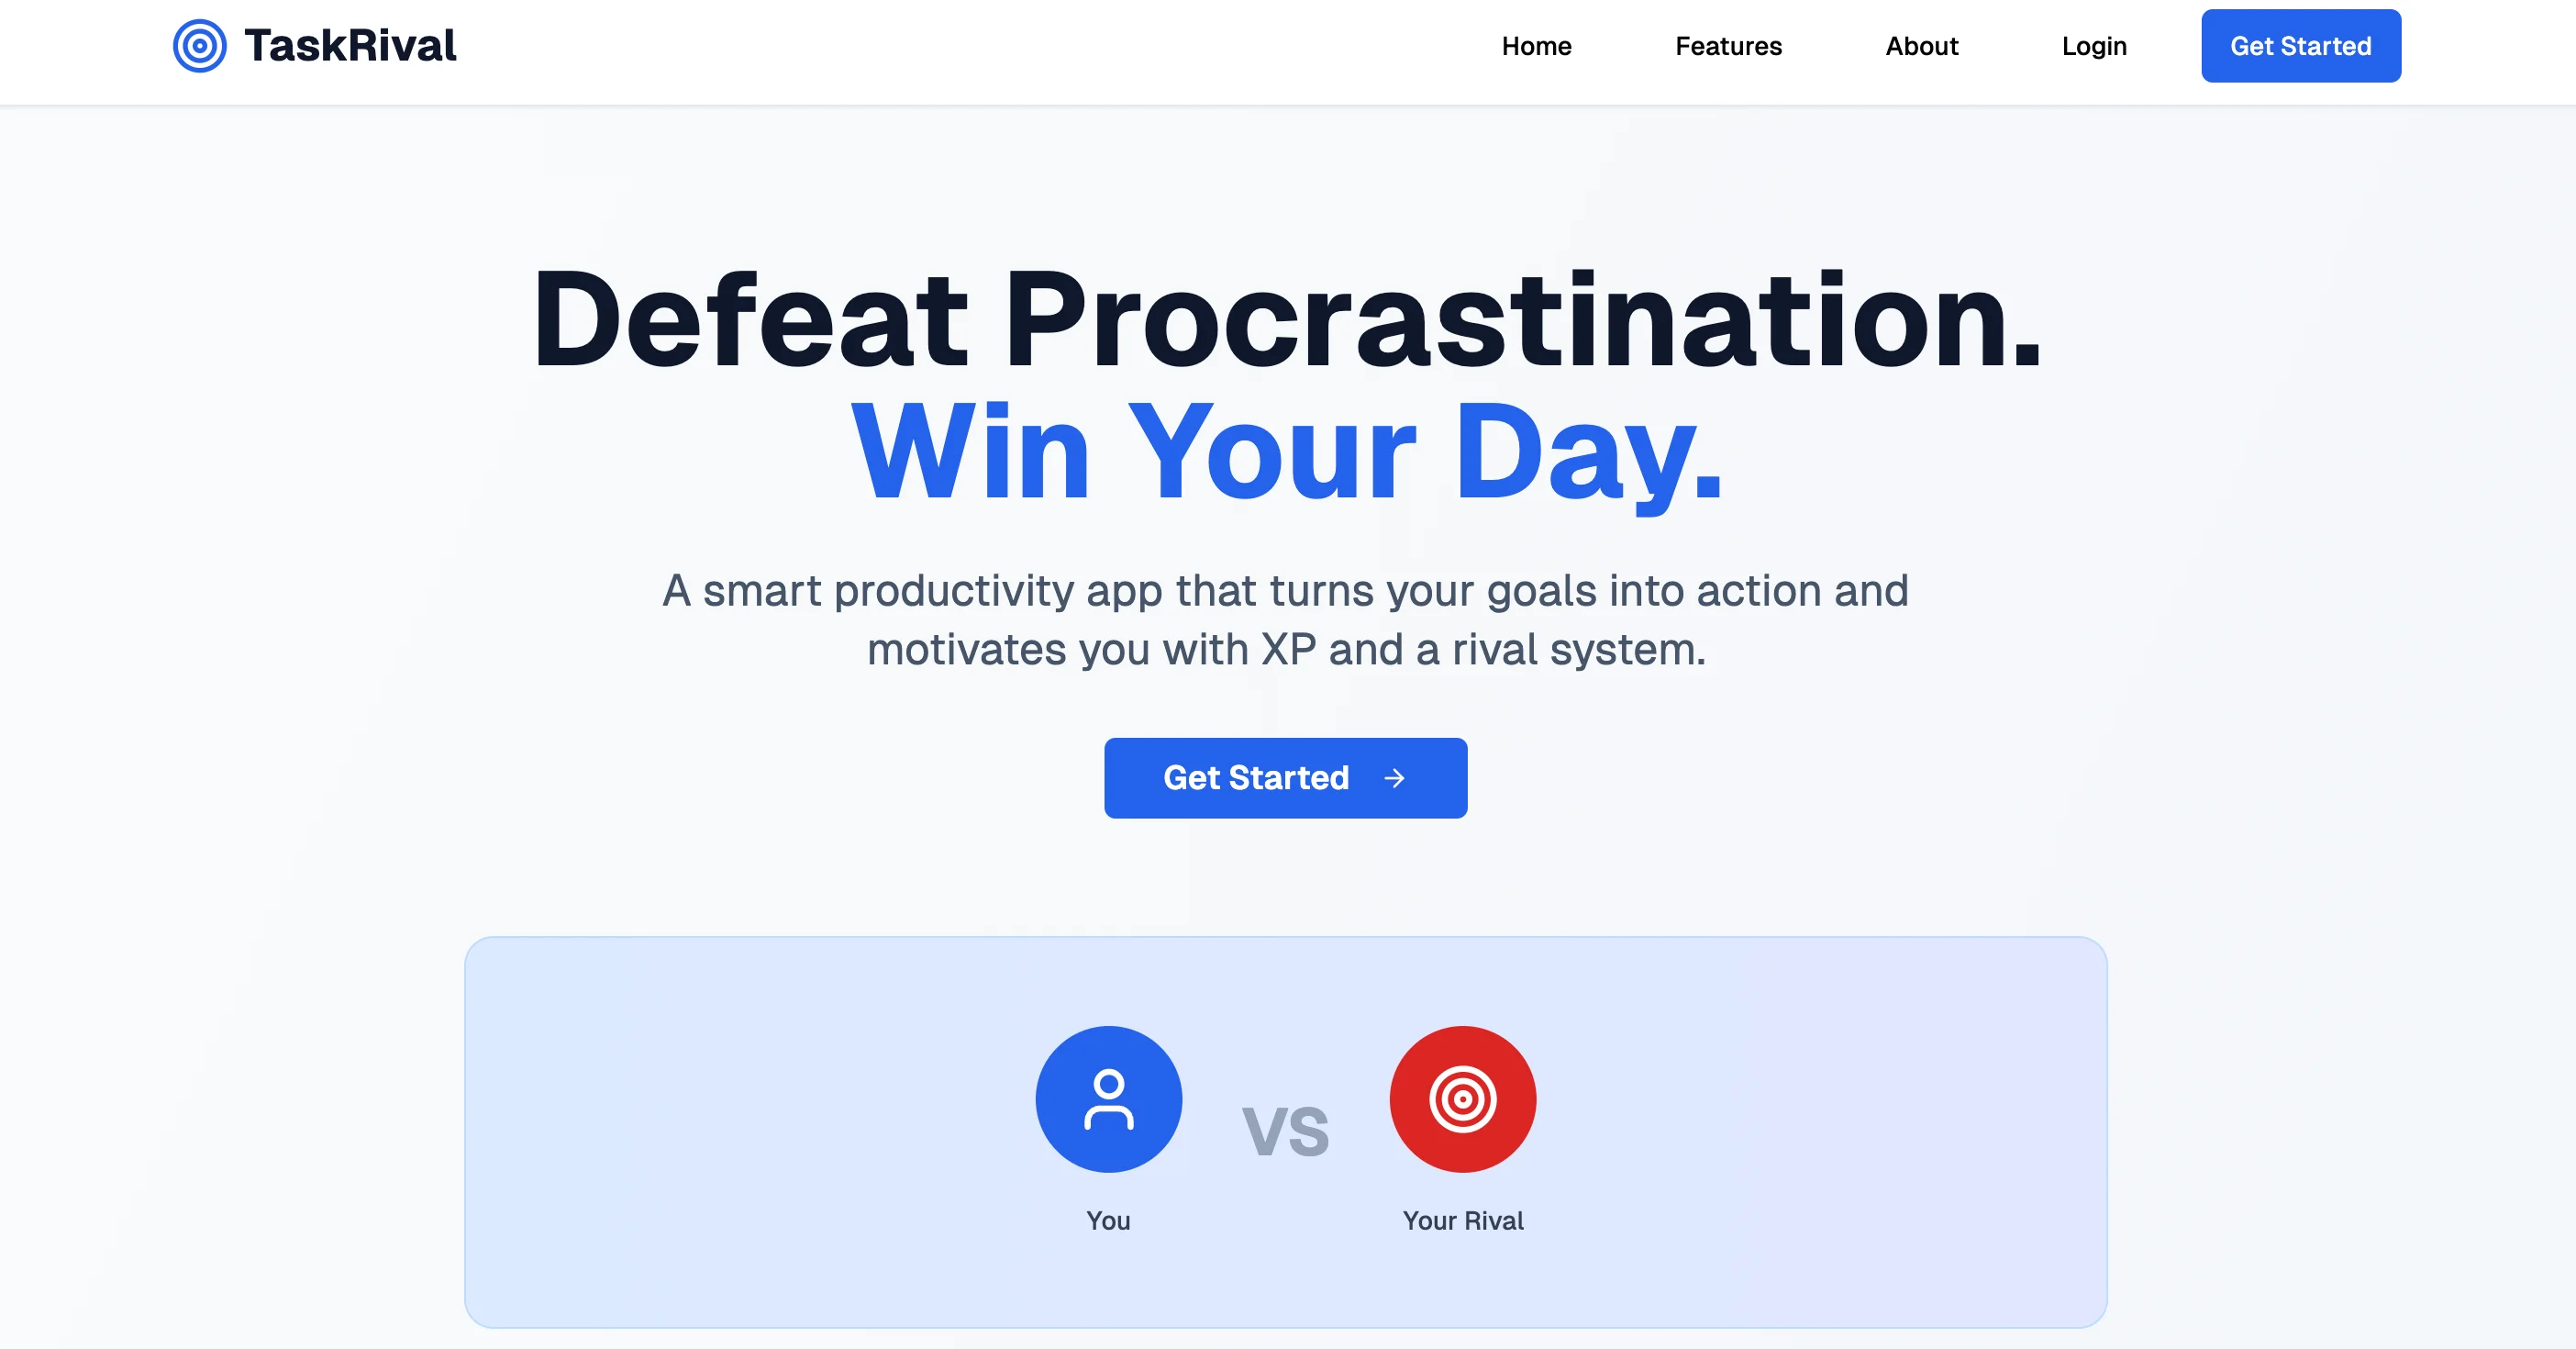 TaskRival
Home
Features
About
Login
Get Started
Defeat Procrastination.
Win Your Day.
A smart productivity app that turns your goals into action and
motivates you with XP and a rival system.
Get Started
VS
You
Your Rival